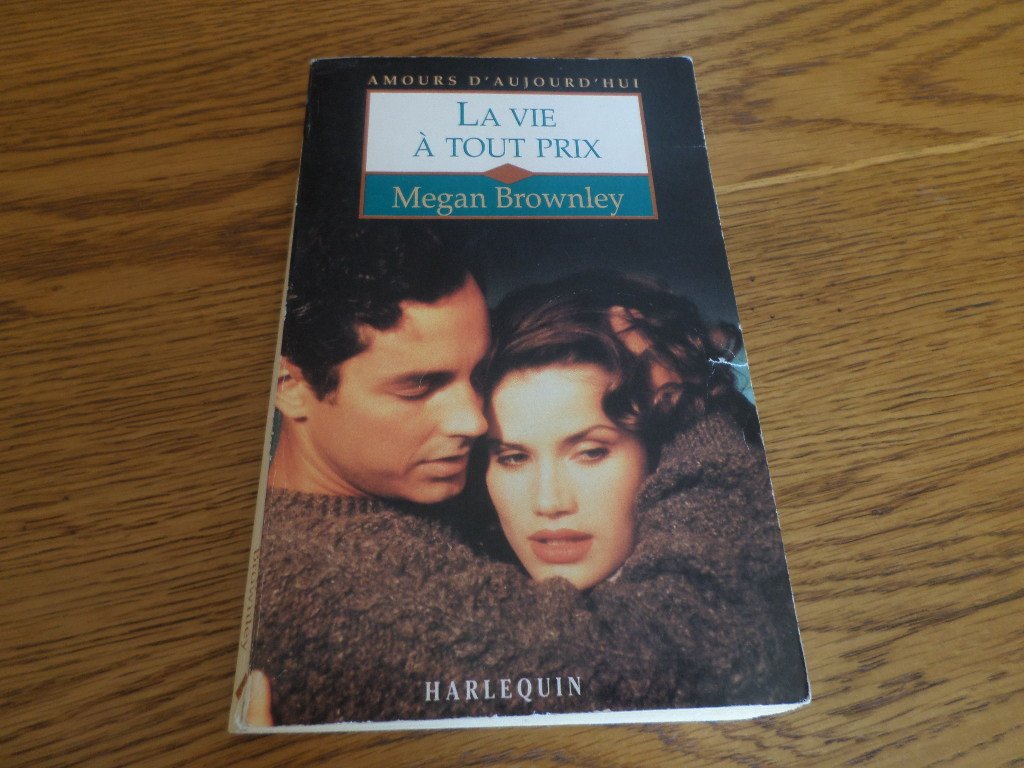 AMOURS D'AUJOURD'HUI
LA VIE
À TOUT PRIX
Megan Brownley
HARLEQUIN